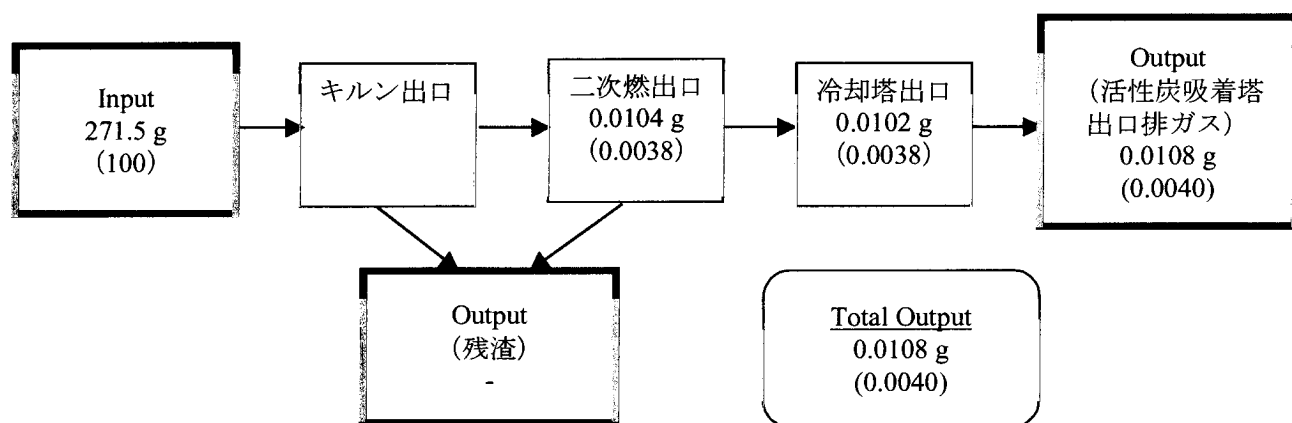 Input
271.5 g
(100)
キルン出口
二次燃出口
0.0104 g
(0.0038)
冷却塔出口
0.0102 g
(0.0038)
Output
(活性炭吸着塔
出口排ガス)
0.0108 g
(0.0040)
Output
(残渣)
-
Total Output
0.0108 g
(0.0040)